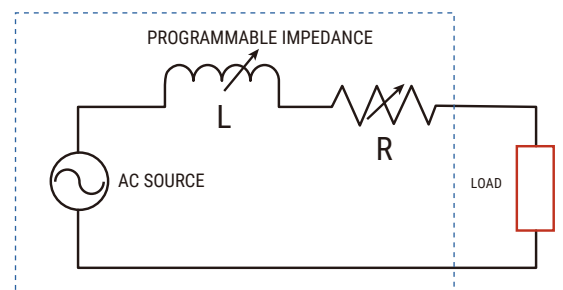 PROGRAMMABLE IMPEDANCE
L
R
AC SOURCE
LOAD